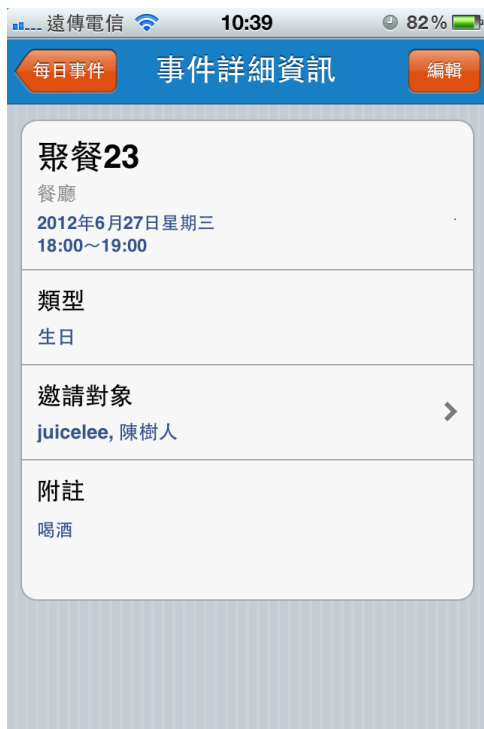 遠傳電信 10:39 82%
每日事件 事件詳細資訊 編輯
聚餐23
餐廳
2012年6月27日星期三
18:00～19:00
類型
生日
邀請對象
juicelee, 陳樹人
附註
喝酒